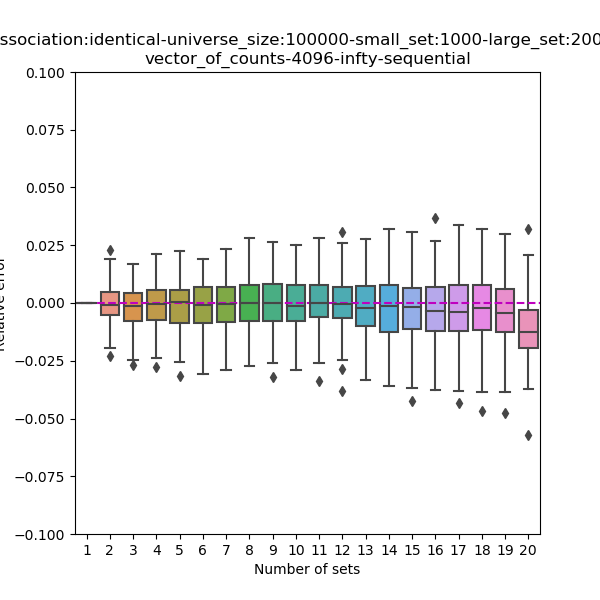 ssociation:identical-universe_size:100000-small_set:1000-large_set:200
vector_of_counts-4096-infty-sequential
0.100
0.075
0.050
0.025
0.000
−0.025
−0.050
−0.075
−0.100
Relative error
1 2 3 4 5 6 7 8 9 10 11 12 13 14 15 16 17 18 19 20
Number of sets